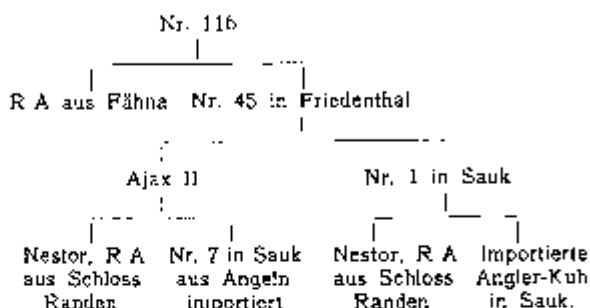 Nr. 116
R A aus Fähna Nr. 45 in Friedenthal
Ajax II Nr. 1 in Sauk
Nestor, R A Nr. 7 in Sauk Nestor, R A Importierte
aus Schloss aus Angeln aus Schloss Angler-Kuh
Randen importiert Randen in Sauk.